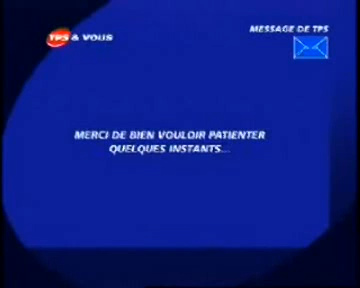 TPS & VOUS
MESSAGE DE TPS
MERCI DE BIEN VOULOIR PATIENTER
QUELQUES INSTANTS...